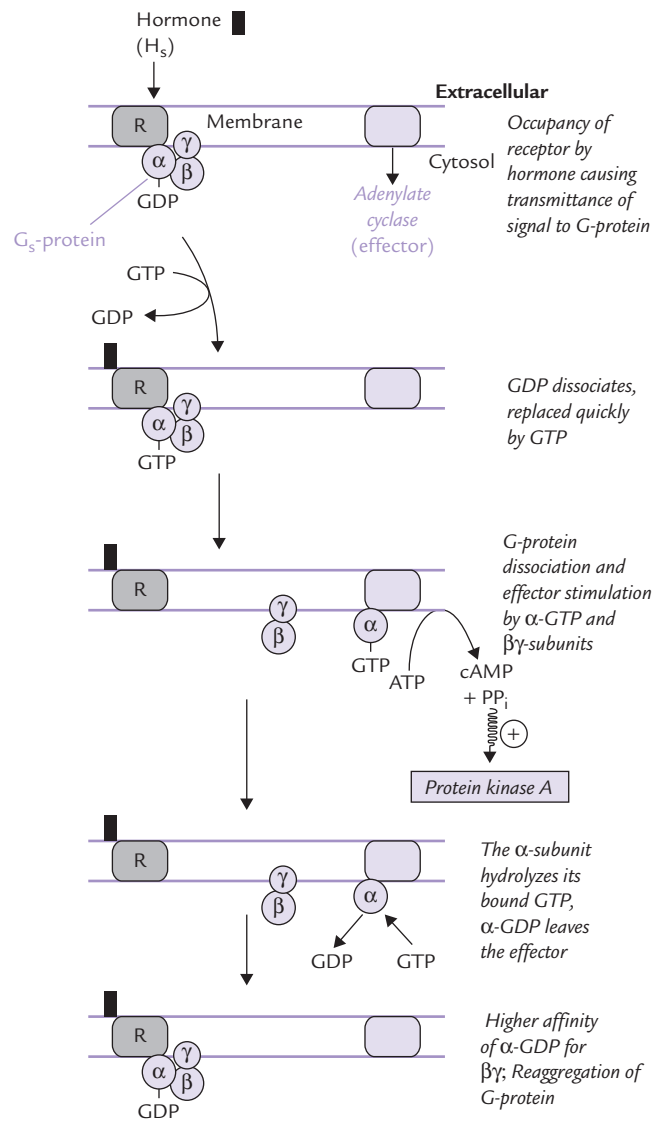 Hormone
(Hs)
Extracellular
R
Membrane
γ
α
β
GDP
Cytosol
Adenylate
cyclase
(effector)
Occupancy of
receptor by
hormone causing
transmittance of
signal to G-protein
Gs-protein
GTP
GDP
R
γ
α
β
GTP
GDP dissociates,
replaced quickly
by GTP
R
γ
β
α
GTP
ATP
cAMP
+ PPi
+
Protein kinase A
G-protein
dissociation and
effector stimulation
by α-GTP and
βγ-subunits
R
γ
β
α
GDP
GTP
The α-subunit
hydrolyzes its
bound GTP,
α-GDP leaves
the effector
R
γ
α
β
GDP
Higher affinity
of α-GDP for
βγ; Reaggregation of
G-protein